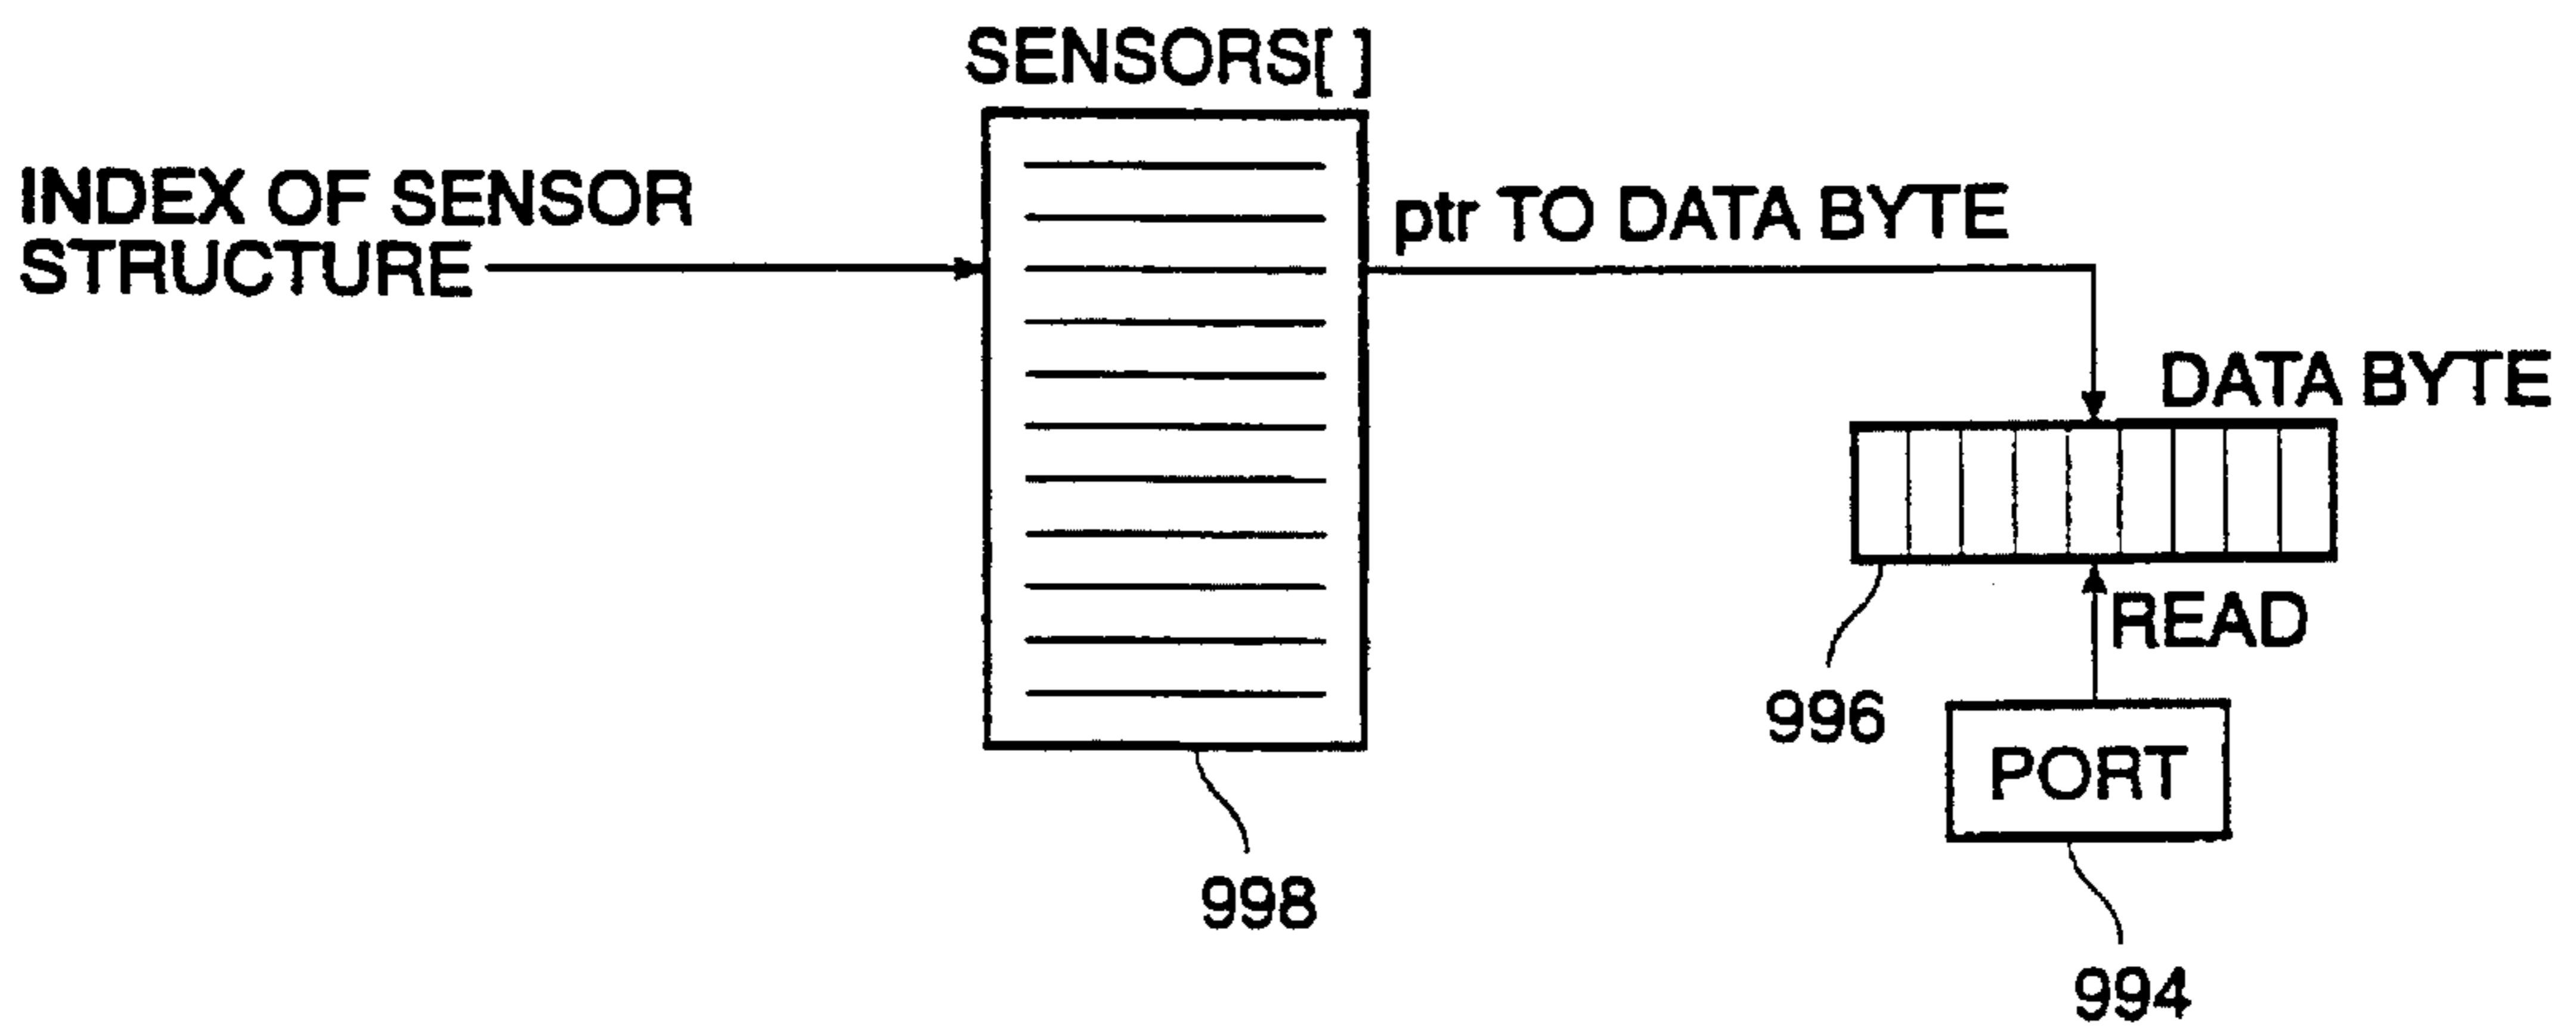 SENSORS[ ]
INDEX OF SENSOR
STRUCTURE
ptr TO DATA BYTE
DATA BYTE
READ
996
PORT
998
994